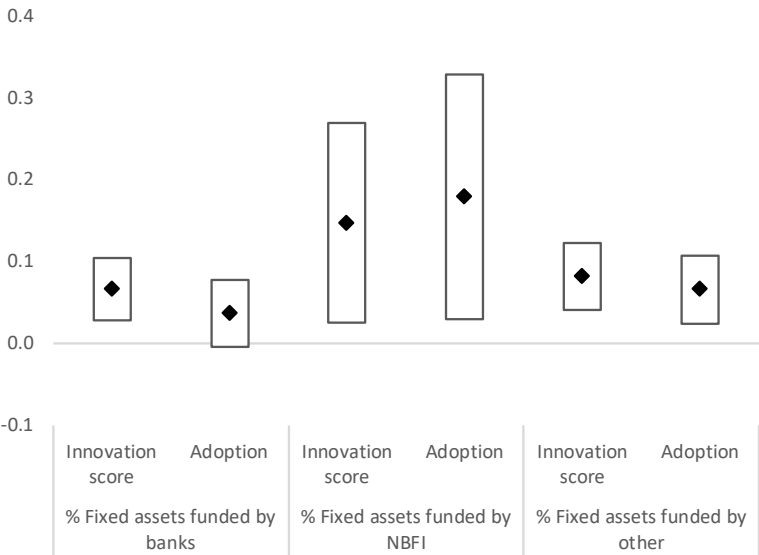 0.4
0.3
0.2
0.1
0.0
-0.1
Innovation score
Adoption
Innovation score
Adoption
Innovation score
Adoption
% Fixed assets funded by
banks
% Fixed assets funded by
NBFI
% Fixed assets funded by
other